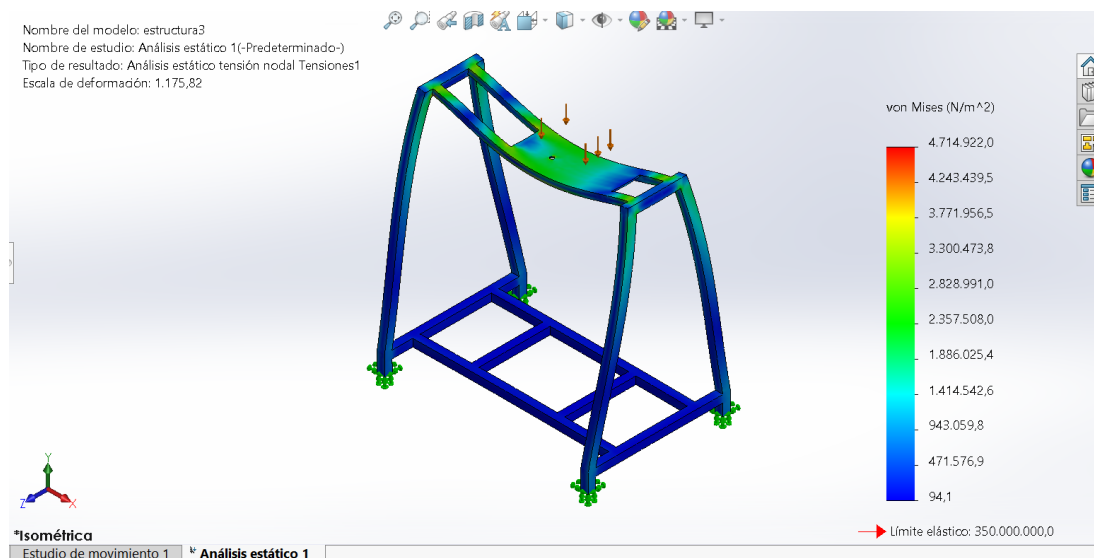 Nombre del modelo: estructura3
Nombre de estudio: Análisis estático 1(-Predeterminado-)
Tipo de resultado: Análisis estático tensión nodal Tensiones1
Escala de deformación: 1.175,82
von Mises (N/m^2)
4.714.922,0
4.243.439,5
3.771.956,5
3.300.473,8
2.828.991,0
2.357.508,0
1.886.025,4
1.414.542,6
943.059,8
471.576,9
94,1
Límite elástico: 350.000.000,0
Y
Z
X
*Isométrica
Estudio de movimiento 1
Análisis estático 1